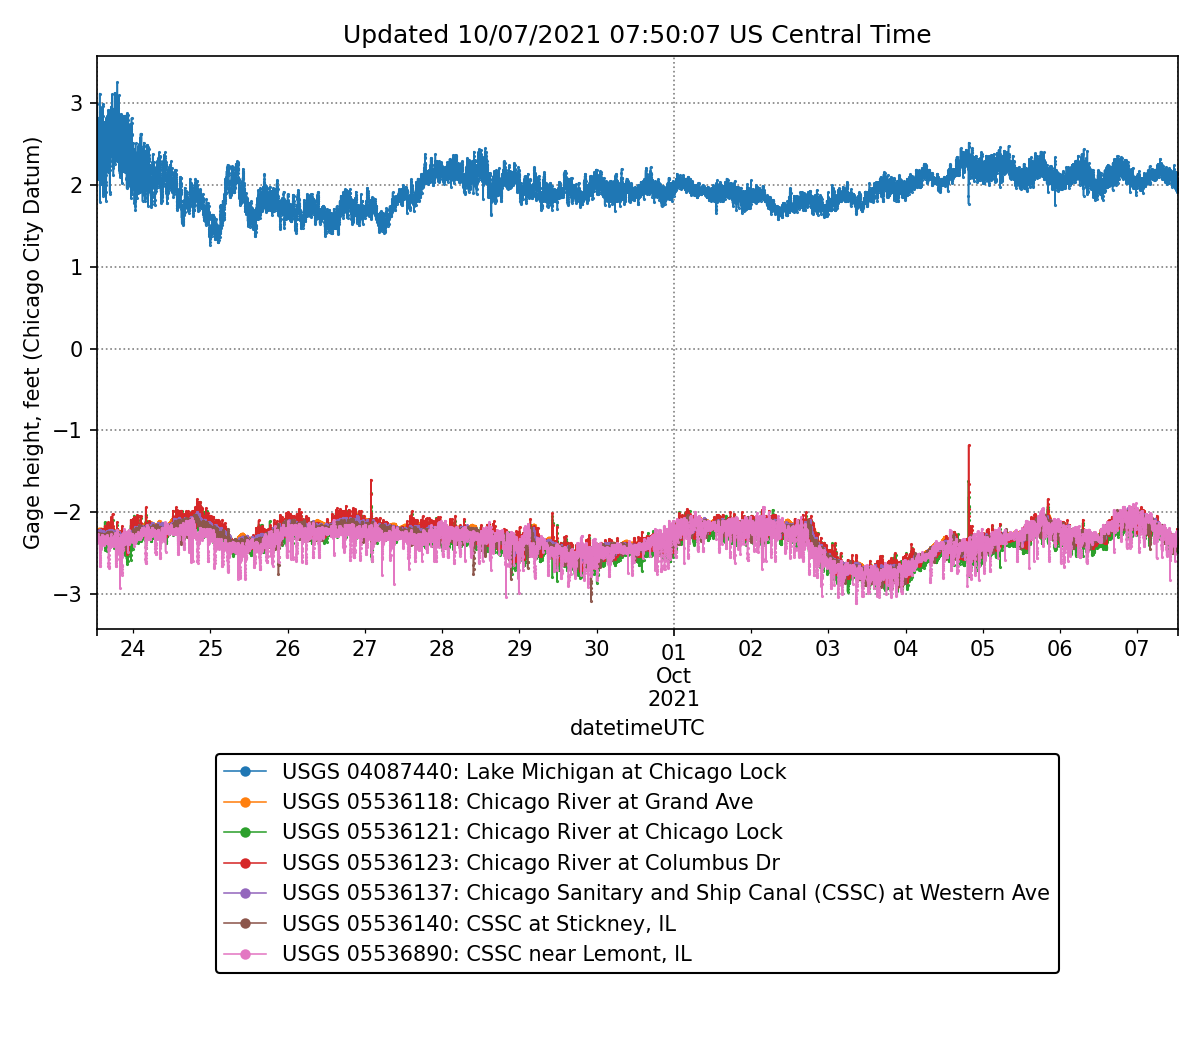 Updated 10/07/2021 07:50:07 US Central Time
Gage height, feet (Chicago City Datum)
3
2
1
0
−1
−2
−3
24 25 26 27 28 29 30 01 02 03 04 05 06 07
Oct
2021
datetimeUTC
USGS 04087440: Lake Michigan at Chicago Lock
USGS 05536118: Chicago River at Grand Ave
USGS 05536121: Chicago River at Chicago Lock
USGS 05536123: Chicago River at Columbus Dr
USGS 05536137: Chicago Sanitary and Ship Canal (CSSC) at Western Ave
USGS 05536140: CSSC at Stickney, IL
USGS 05536890: CSSC near Lemont, IL